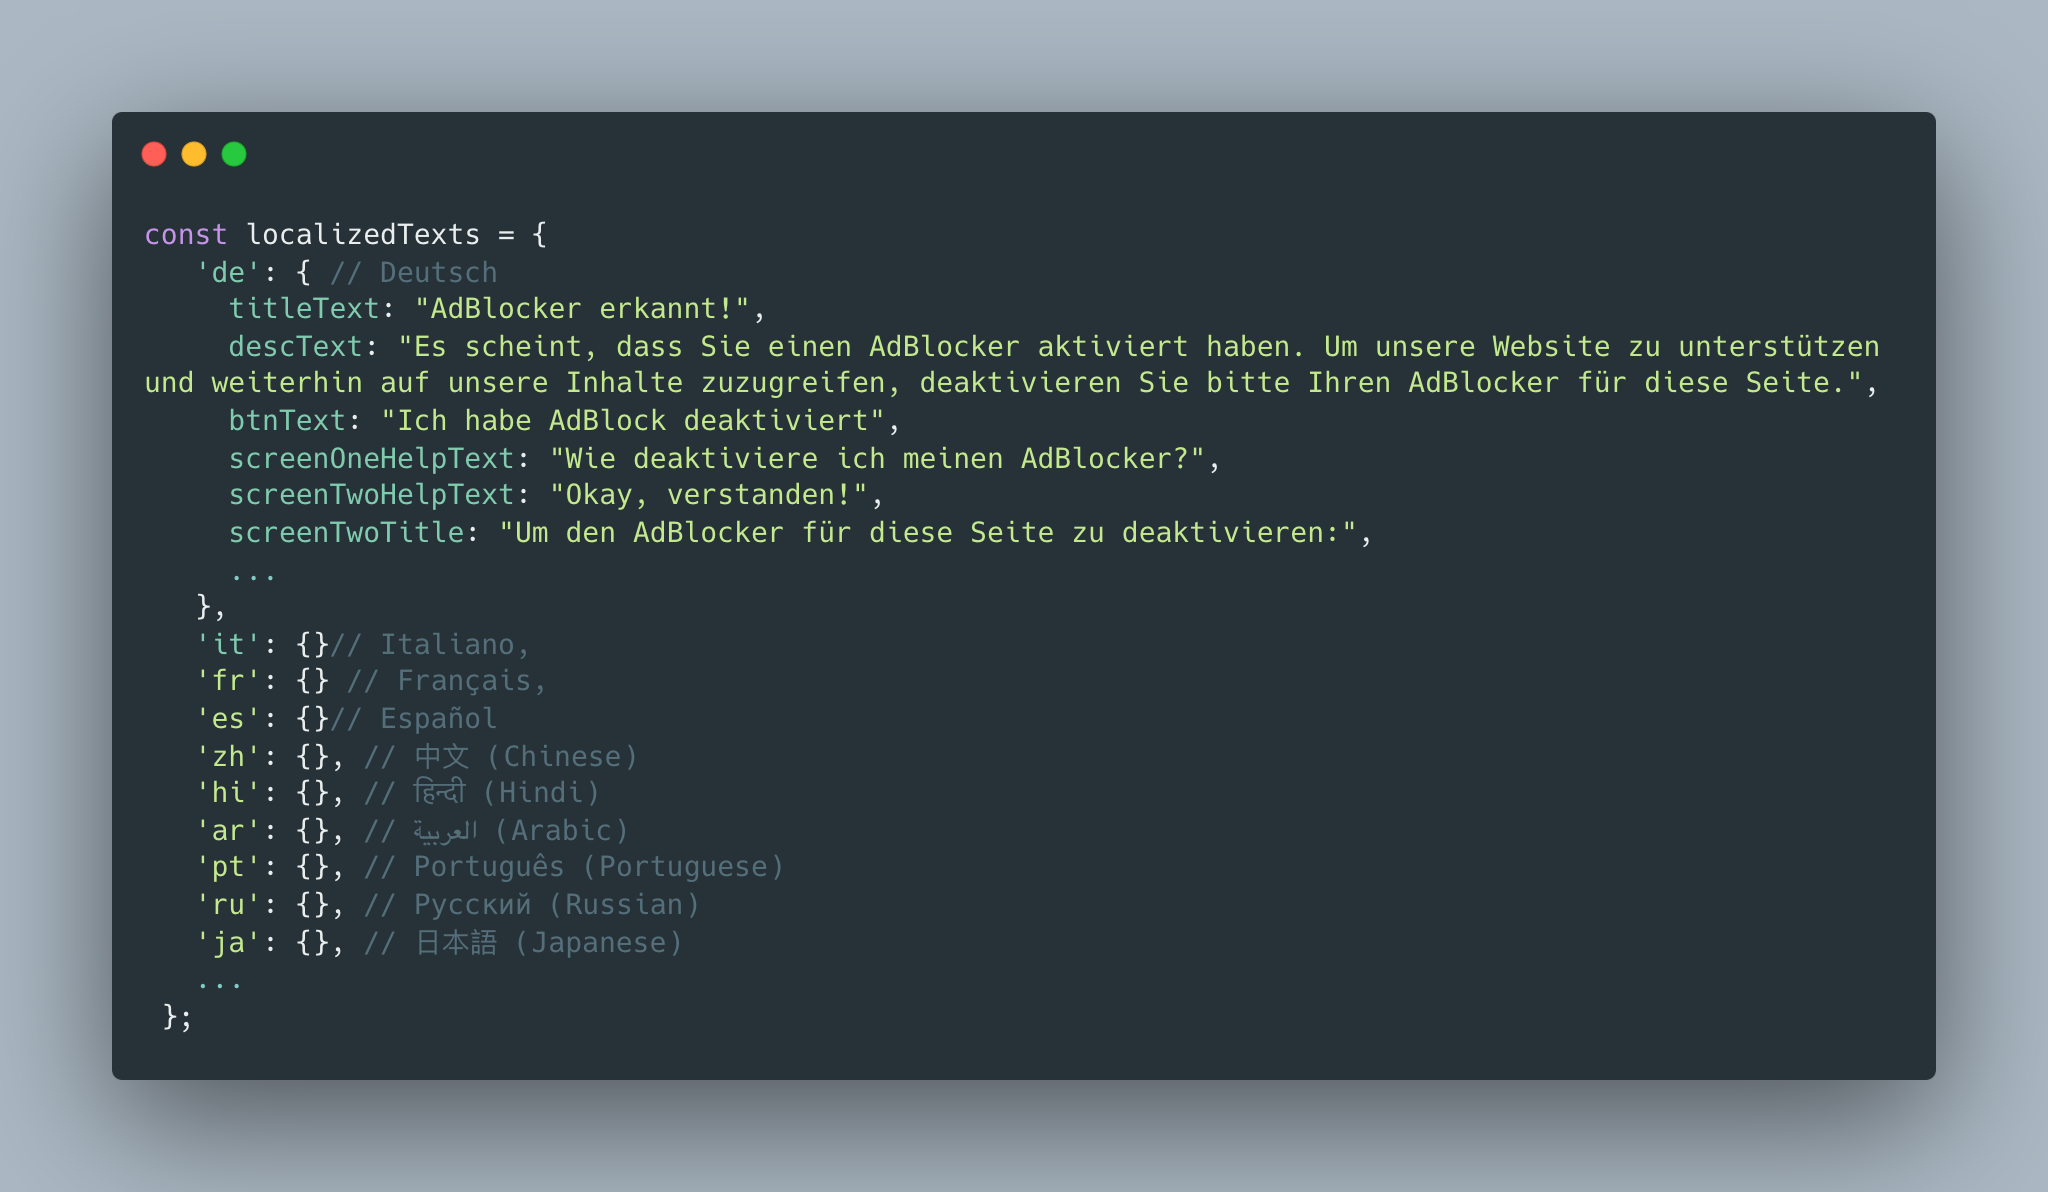 const localizedTexts = {
'de': { // Deutsch
titleText: "AdBlocker erkannt!",
descText: "Es scheint, dass Sie einen AdBlocker aktiviert haben. Um unsere Website zu unterstützen
und weiterhin auf unsere Inhalte zuzugreifen, deaktivieren Sie bitte Ihren AdBlocker für diese Seite.",
btnText: "Ich habe AdBlock deaktiviert",
screenOneHelpText: "Wie deaktiviere ich meinen AdBlocker?",
screenTwoHelpText: "Okay, verstanden!",
screenTwoTitle: "Um den AdBlocker für diese Seite zu deaktivieren:",
...
},
'it': {}// Italiano,
'fr': {} // Français,
'es': {}// Español
'zh': {}, // 中文 (Chinese)
'hi': {}, // हिन्दी (Hindi)
'ar': {}, // العربية (Arabic)
'pt': {}, // Português (Portuguese)
'ru': {}, // Русский (Russian)
'ja': {}, // 日本語 (Japanese)
...
};